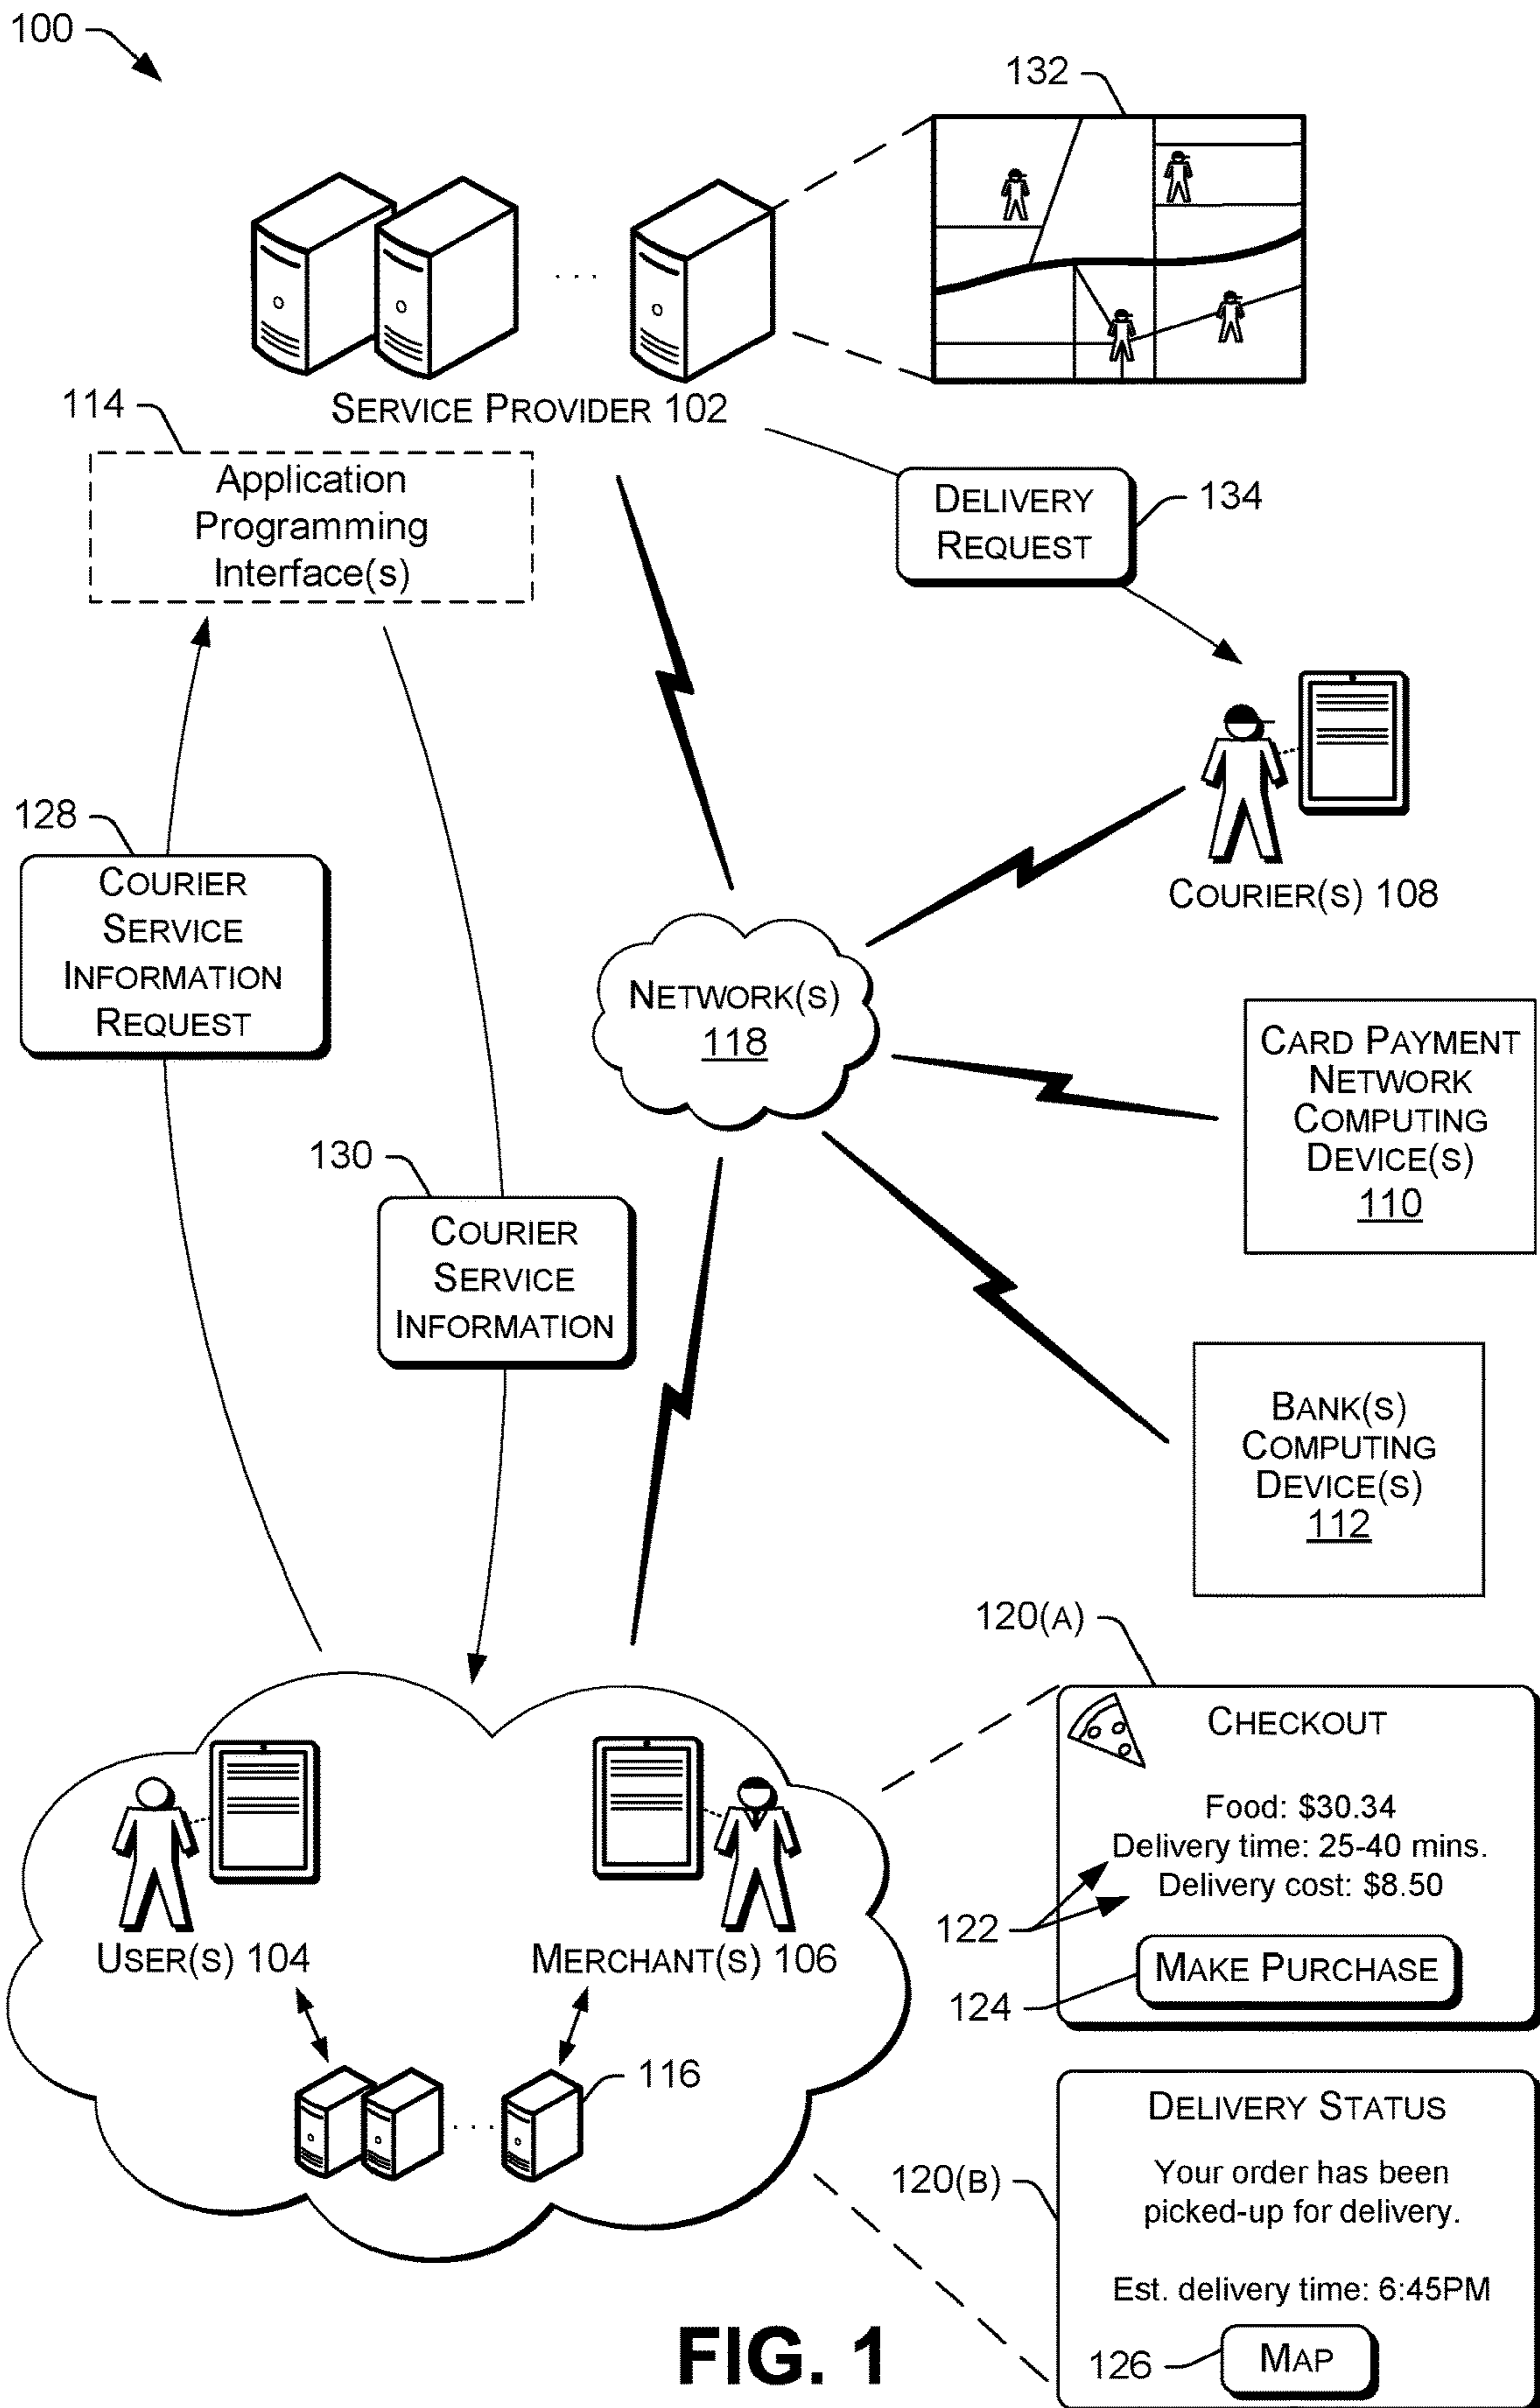 100
132
SERVICE PROVIDER 102
114
Application
Programming
Interface(s)
DELIVERY
REQUEST
134
128
COURIER
SERVICE
INFORMATION
REQUEST
COURIER(S) 108
NETWORK(S)
118
CARD PAYMENT
NETWORK
COMPUTING
DEVICE(S)
110
130
COURIER
SERVICE
INFORMATION
BANK(S)
COMPUTING
DEVICE(S)
112
120(A)
CHECKOUT
Food: $30.34
Delivery time: 25-40 mins.
Delivery cost: $8.50
122
MAKE PURCHASE
124
USER(S) 104
MERCHANT(S) 106
116
DELIVERY STATUS
120(B)
Your order has been
picked-up for delivery.
Est. delivery time: 6:45PM
126
MAP
FIG. 1